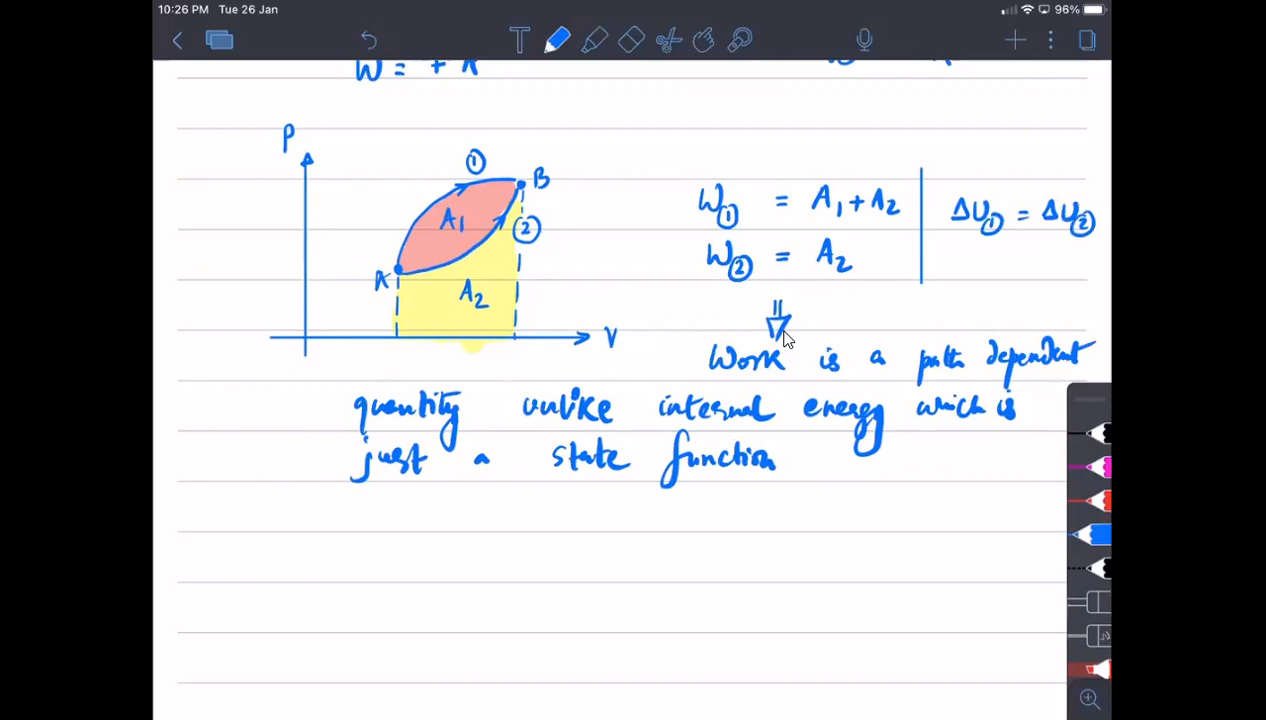 10:26 PM Tue 26 Jan
96%
T
W = +
P
①
B
A₁
②
A
A₂
V
W① = A₁+A₂
W② = A₂
ΔU① = ΔU②
Work is a path dependent
quantity unlike internal energy which is
just a state function